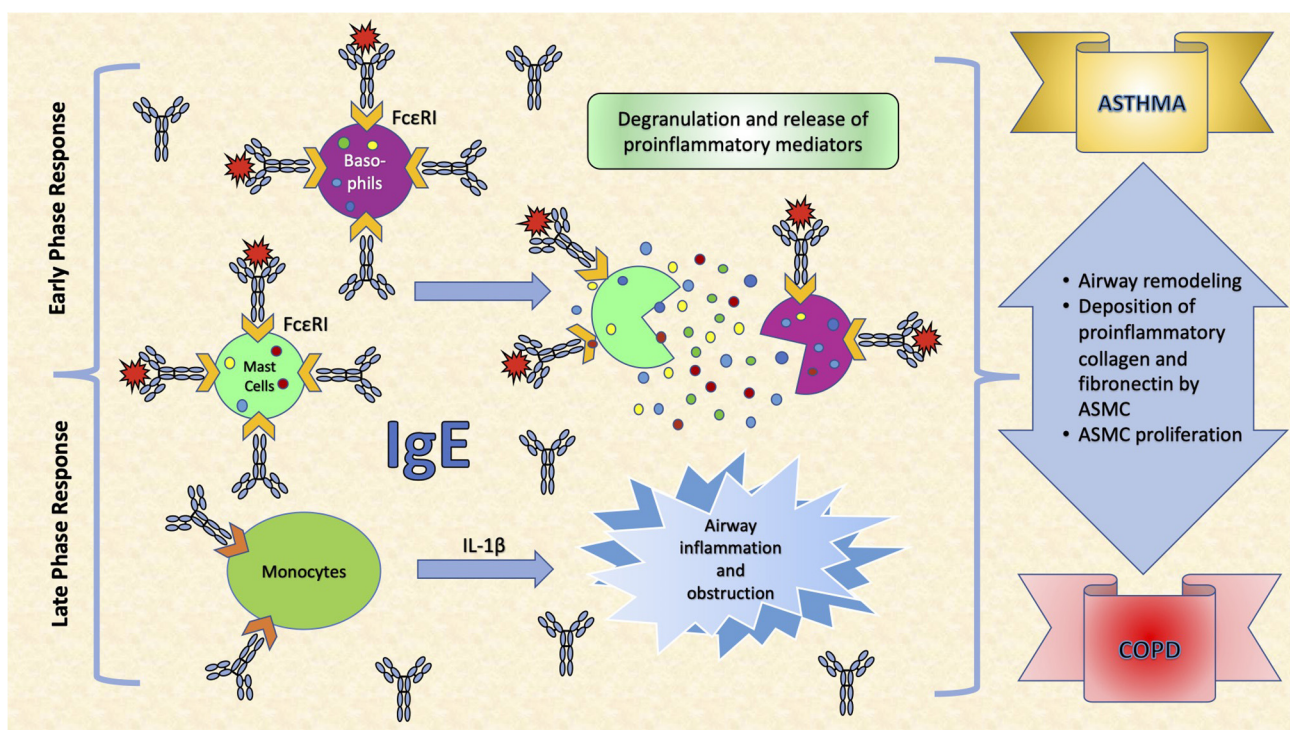 Early Phase Response
Late Phase Response
FcεRI
Baso-
phils
FcεRI
Mast
Cells
IgE
Degranulation and release of
proinflammatory mediators
Monocytes
IL-1β
Airway
inflammation
and
obstruction
ASTHMA
• Airway remodeling
• Deposition of
proinflammatory
collagen and
fibronectin by
ASMC
• ASMC proliferation
COPD